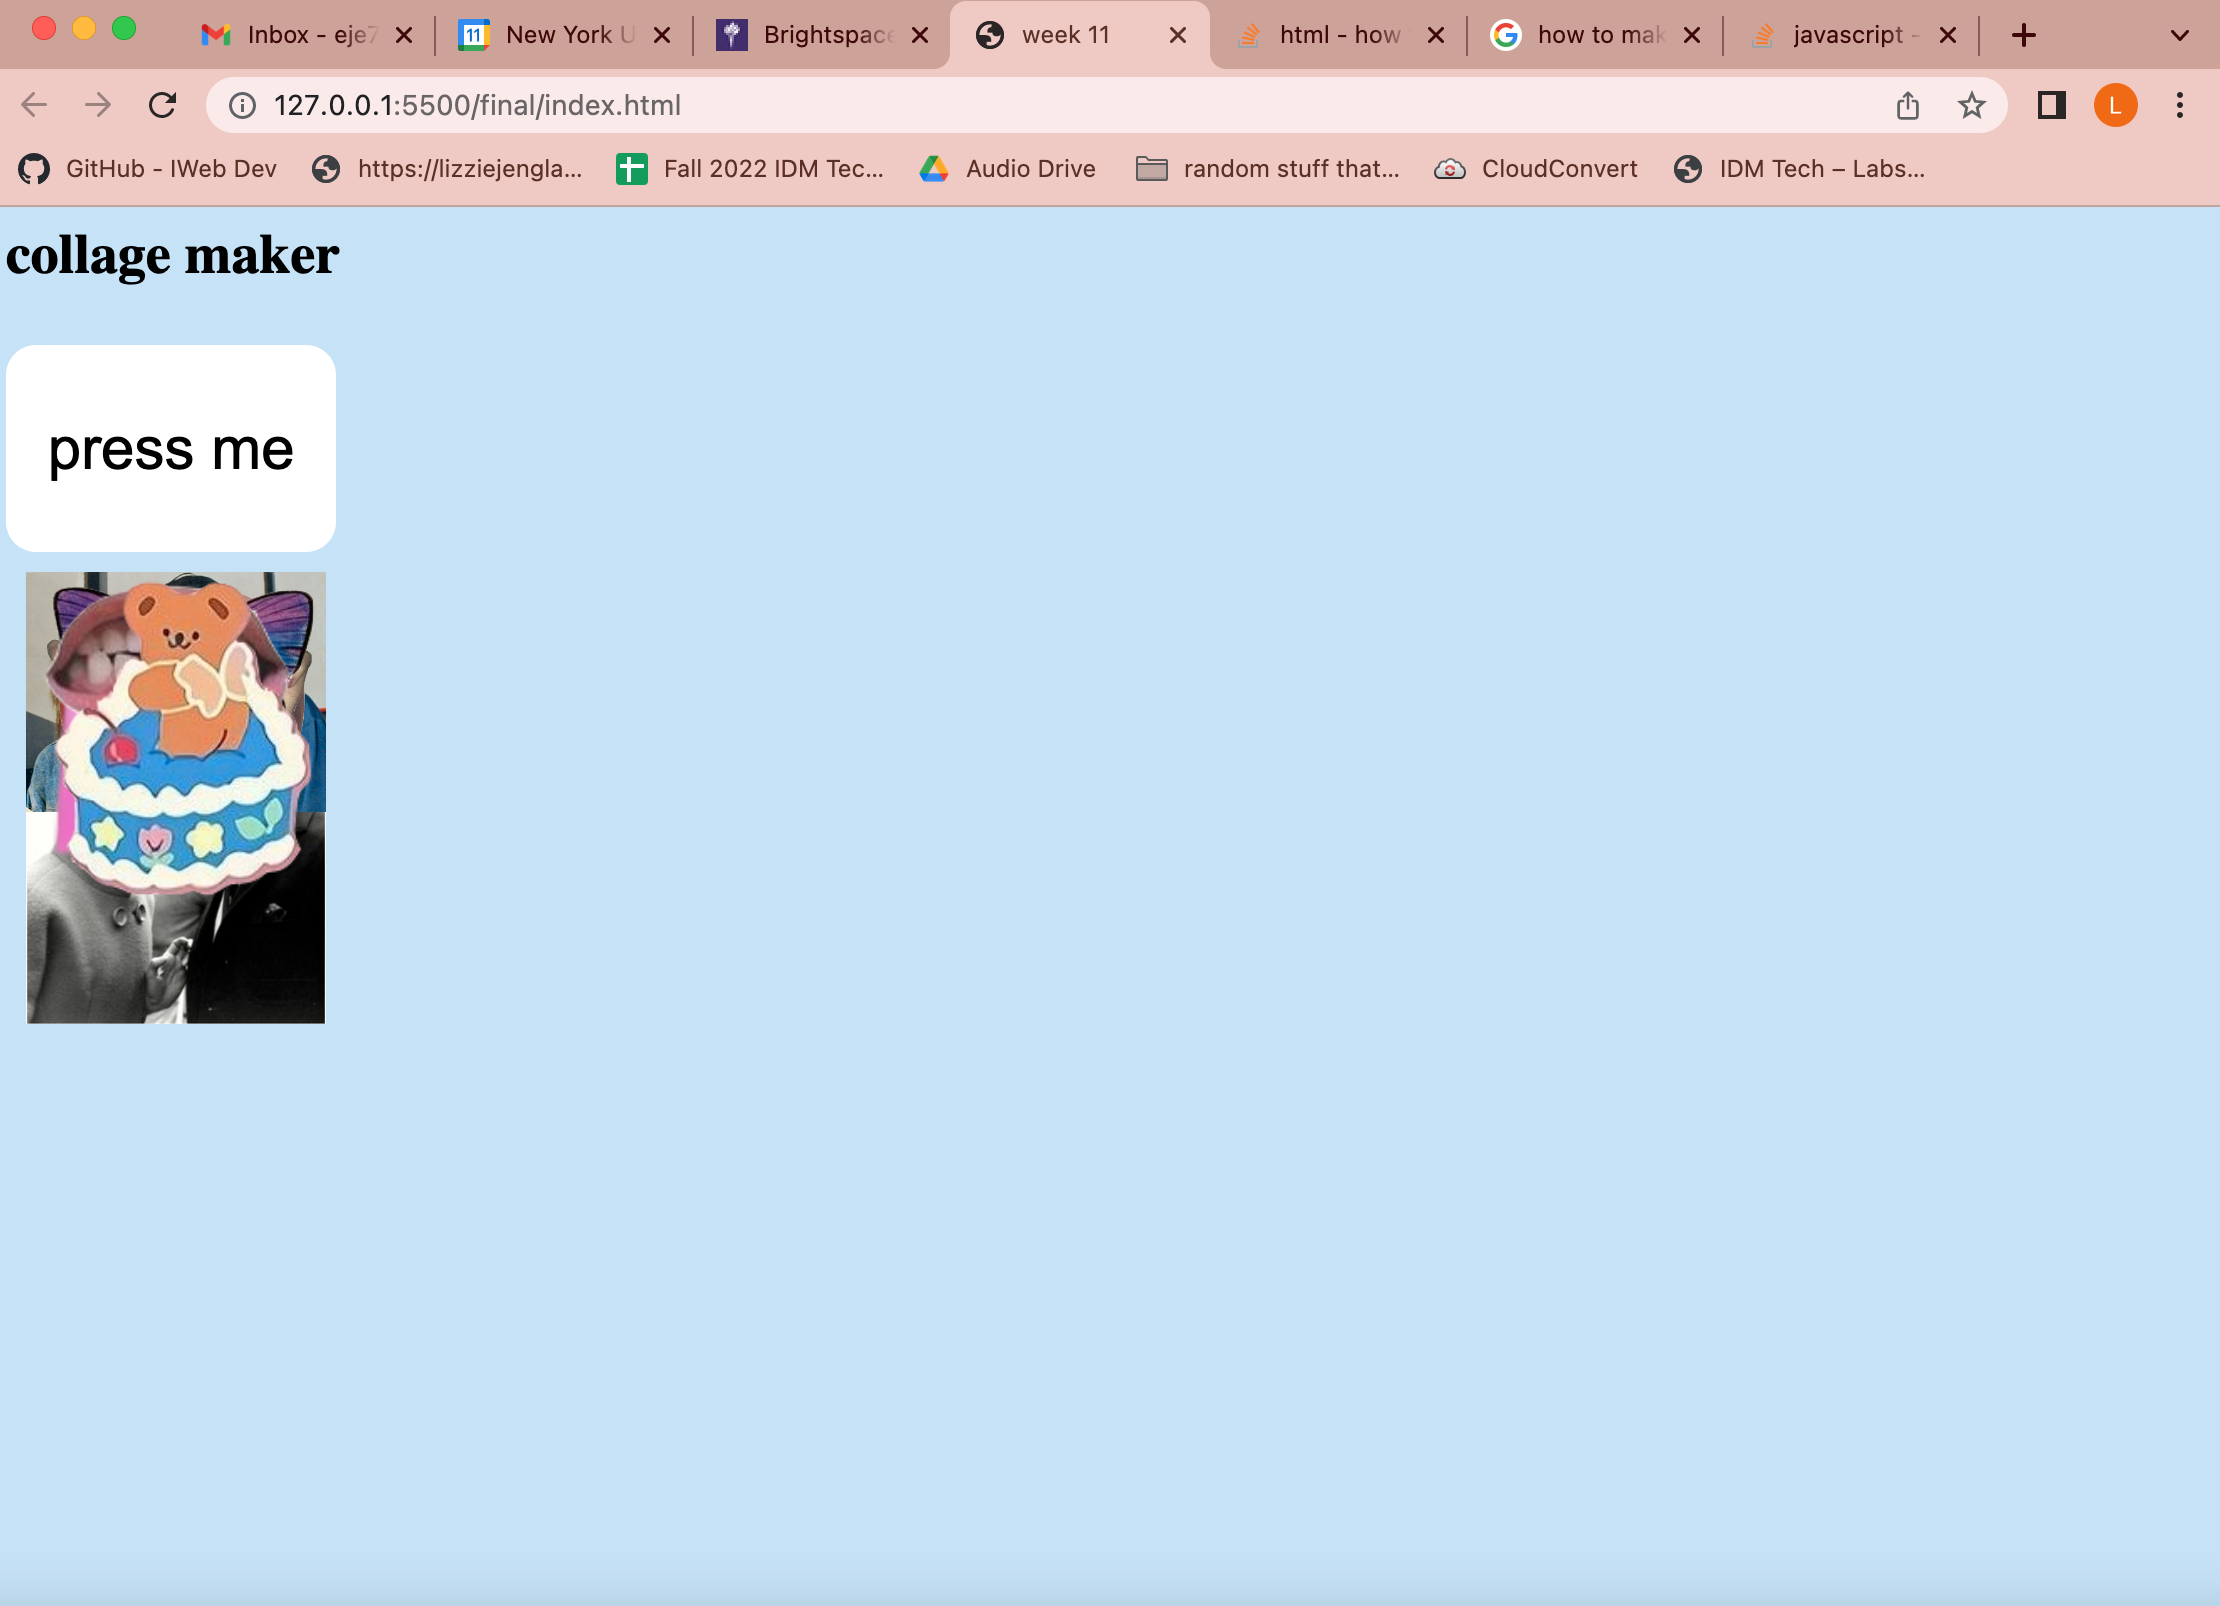 Inbox - eje7
New York U
Brightspace
week 11
html - how
how to mak
javascript -
127.0.0.1:5500/final/index.html
L
GitHub - IWeb Dev
https://lizziejengla...
Fall 2022 IDM Tec...
Audio Drive
random stuff that...
CloudConvert
IDM Tech – Labs...
collage maker
press me